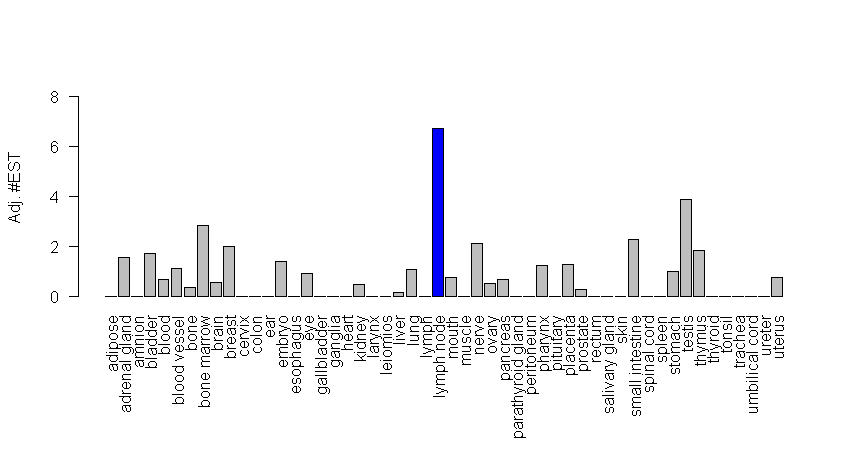 Adj. #EST
8
6
4
2
0
adipose
adrenal gland
amnion
bladder
blood
blood vessel
bone
bone marrow
brain
breast
cervix
colon
ear
embryo
esophagus
eye
gallbladder
ganglia
heart
kidney
larynx
leiomios
liver
lung
lymph
lymph node
mouth
muscle
nerve
ovary
pancreas
parathyroid gland
peritoneum
pharynx
pituitary
placenta
prostate
rectum
salivary gland
skin
small intestine
spinal cord
spleen
stomach
testis
thymus
thyroid
tonsil
trachea
umbilical cord
ureter
uterus